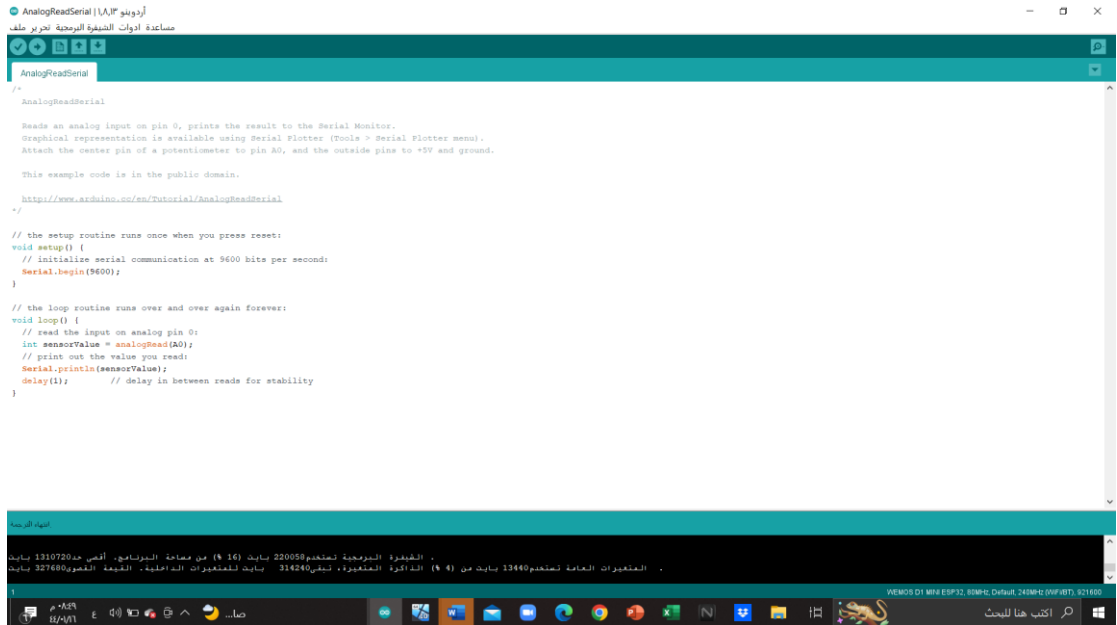 AnalogReadSerial | أردوينو ١,٨,١٣
ملف تحرير الشيفرة البرمجية ادوات مساعدة
AnalogReadSerial
/*
AnalogReadSerial
Reads an analog input on pin 0, prints the result to the Serial Monitor.
Graphical representation is available using Serial Plotter (Tools > Serial Plotter menu).
Attach the center pin of a potentiometer to pin A0, and the outside pins to +5V and ground.
This example code is in the public domain.
http://www.arduino.cc/en/Tutorial/AnalogReadSerial
*/
// the setup routine runs once when you press reset:
void setup() {
// initialize serial communication at 9600 bits per second:
Serial.begin(9600);
}
// the loop routine runs over and over again forever:
void loop() {
// read the input on analog pin 0:
int sensorValue = analogRead(A0);
// print out the value you read:
Serial.println(sensorValue);
delay(1); // delay in between reads for stability
}
انتهاء الترجمة
الشيفرة البرمجية تستخدم220058 بايت (16 %) من مساحة البرنامج. أقصى حد1310720 بايت .
المتغيرات العامة تستخدم13440 بايت من (4 %) الذاكرة المتغيرة، تبقى314240 بايت للمتغيرات الداخلية. القيمة القصوى327680 بايت .
1
WEMOS D1 MINI ESP32, 80MHz, Default, 240MHz (WiFi/BT), 921600
اكتب هنا للبحث
صا...
ع
٠٨:٤٩ م